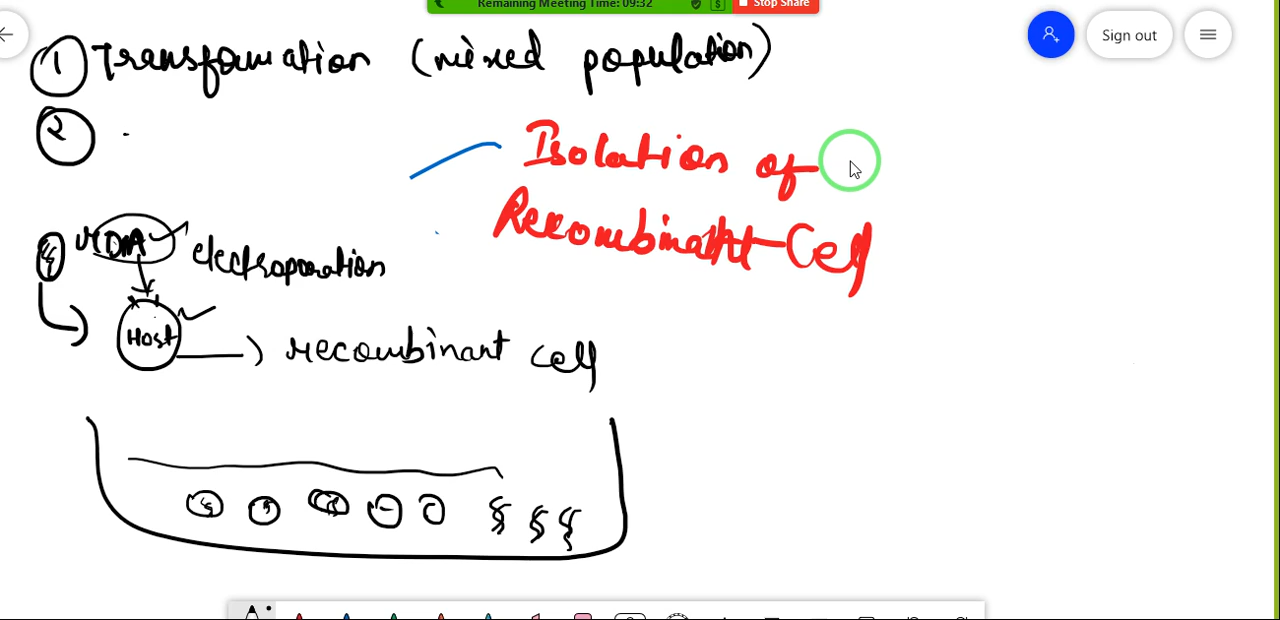 Remaining Meeting Time: 09:32
Stop Share
Sign out
① Transformation (mixed population)
②
Isolation of
Recombinant Cell
rDNA electroporation
Host
recombinant cell